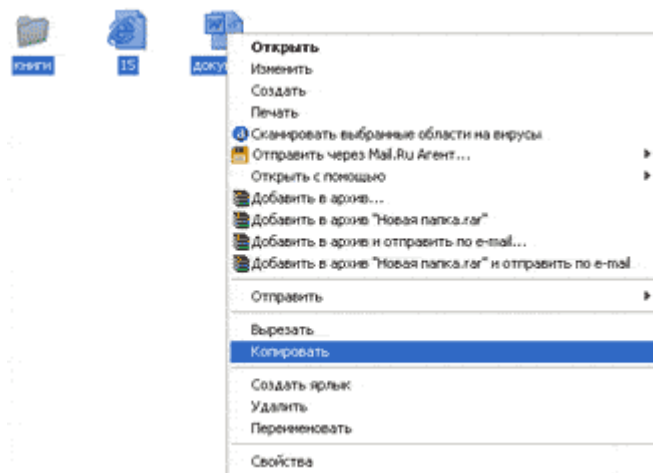 книги
15
доку
Открыть
Изменить
Создать
Печать
Сканировать выбранные области на вирусы
Отправить через Mail.Ru Агент...
Открыть с помощью
Добавить в архив...
Добавить в архив "Новая папка.rar"
Добавить в архив и отправить по e-mail...
Добавить в архив "Новая папка.rar" и отправить по e-mail
Отправить
Вырезать
Копировать
Создать ярлык
Удалить
Переименовать
Свойства